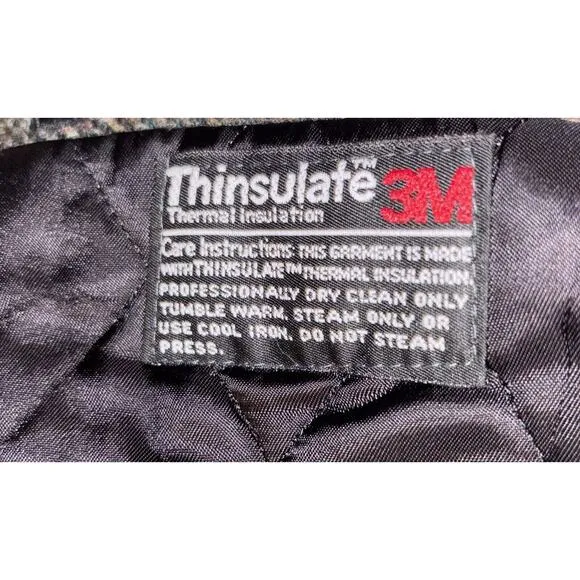 Thinsulate™ 3M
Thermal Insulation
Care Instructions: THIS GARMENT IS MADE
WITH THINSULATE™ THERMAL INSULATION.
PROFESSIONALLY DRY CLEAN ONLY
TUMBLE WARM. STEAM ONLY OR
USE COOL IRON. DO NOT STEAM
PRESS.